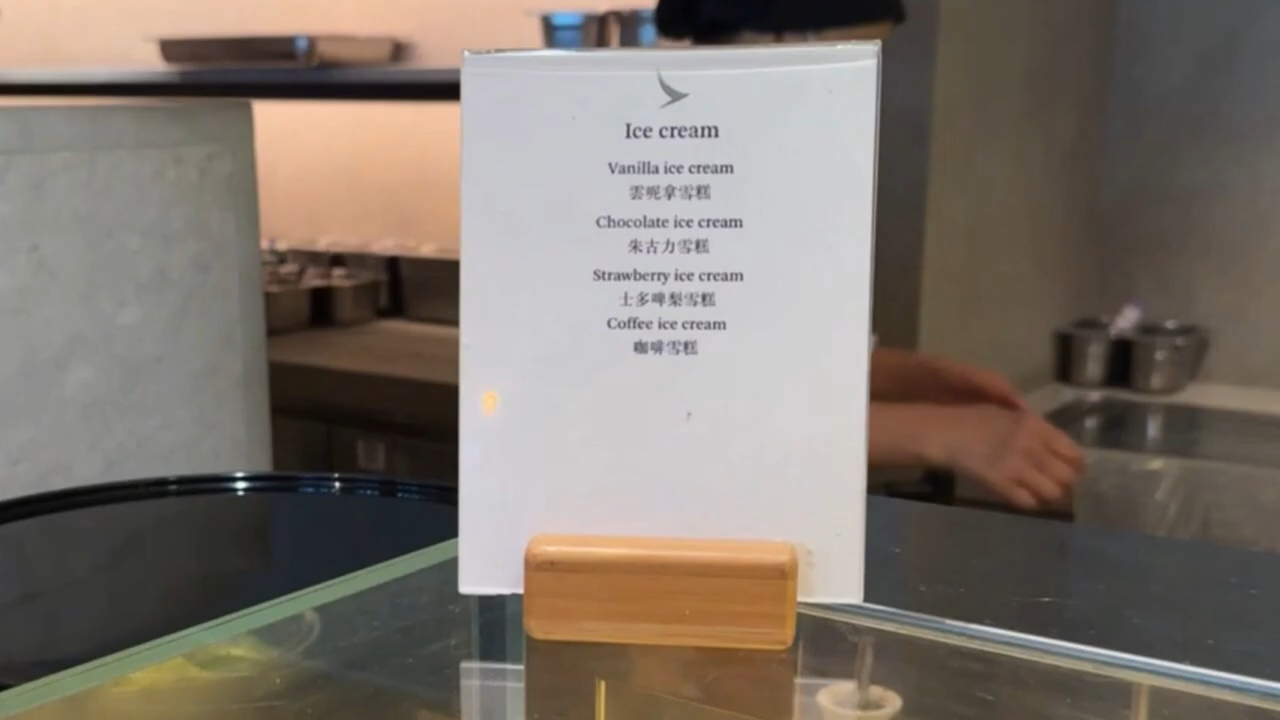 Ice cream
Vanilla ice cream
雲呢拿雪糕
Chocolate ice cream
朱古力雪糕
Strawberry ice cream
士多啤梨雪糕
Coffee ice cream
咖啡雪糕